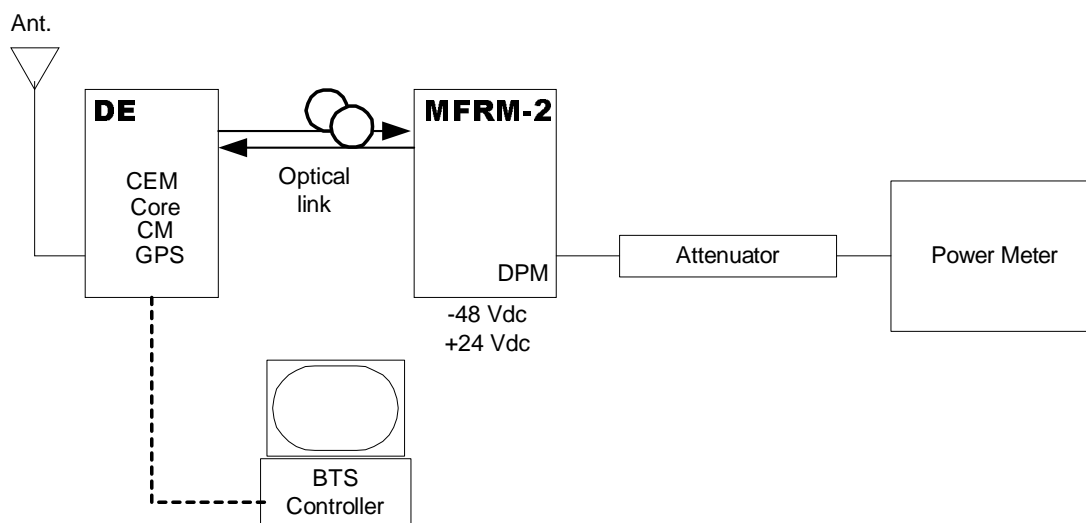 Ant.
DE
MFRM-2
CEM
Core
CM
GPS
Optical
link
DPM
Attenuator
Power Meter
-48 Vdc
+24 Vdc
BTS
Controller